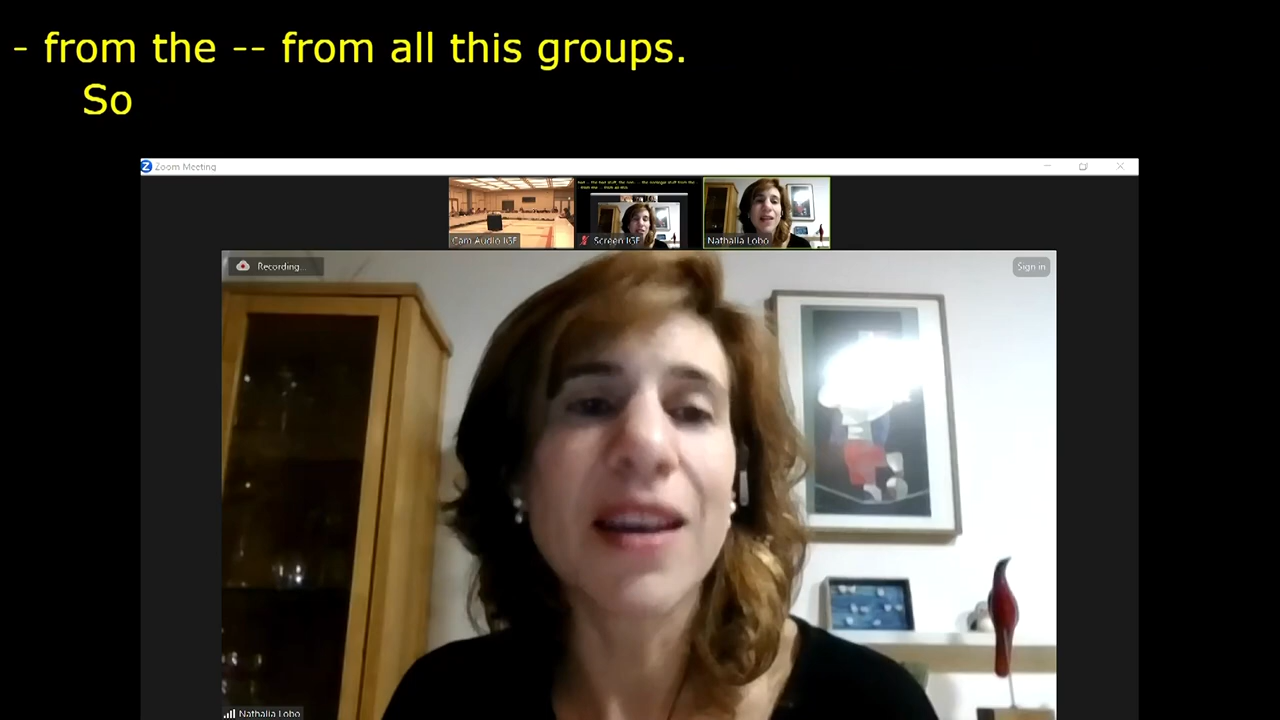 - from the -- from all this groups.
So
Zoom Meeting
Cam Audio IGF
Screen IGF
Nathalia Lobo
Recording...
Sign in
Nathalia Lobo